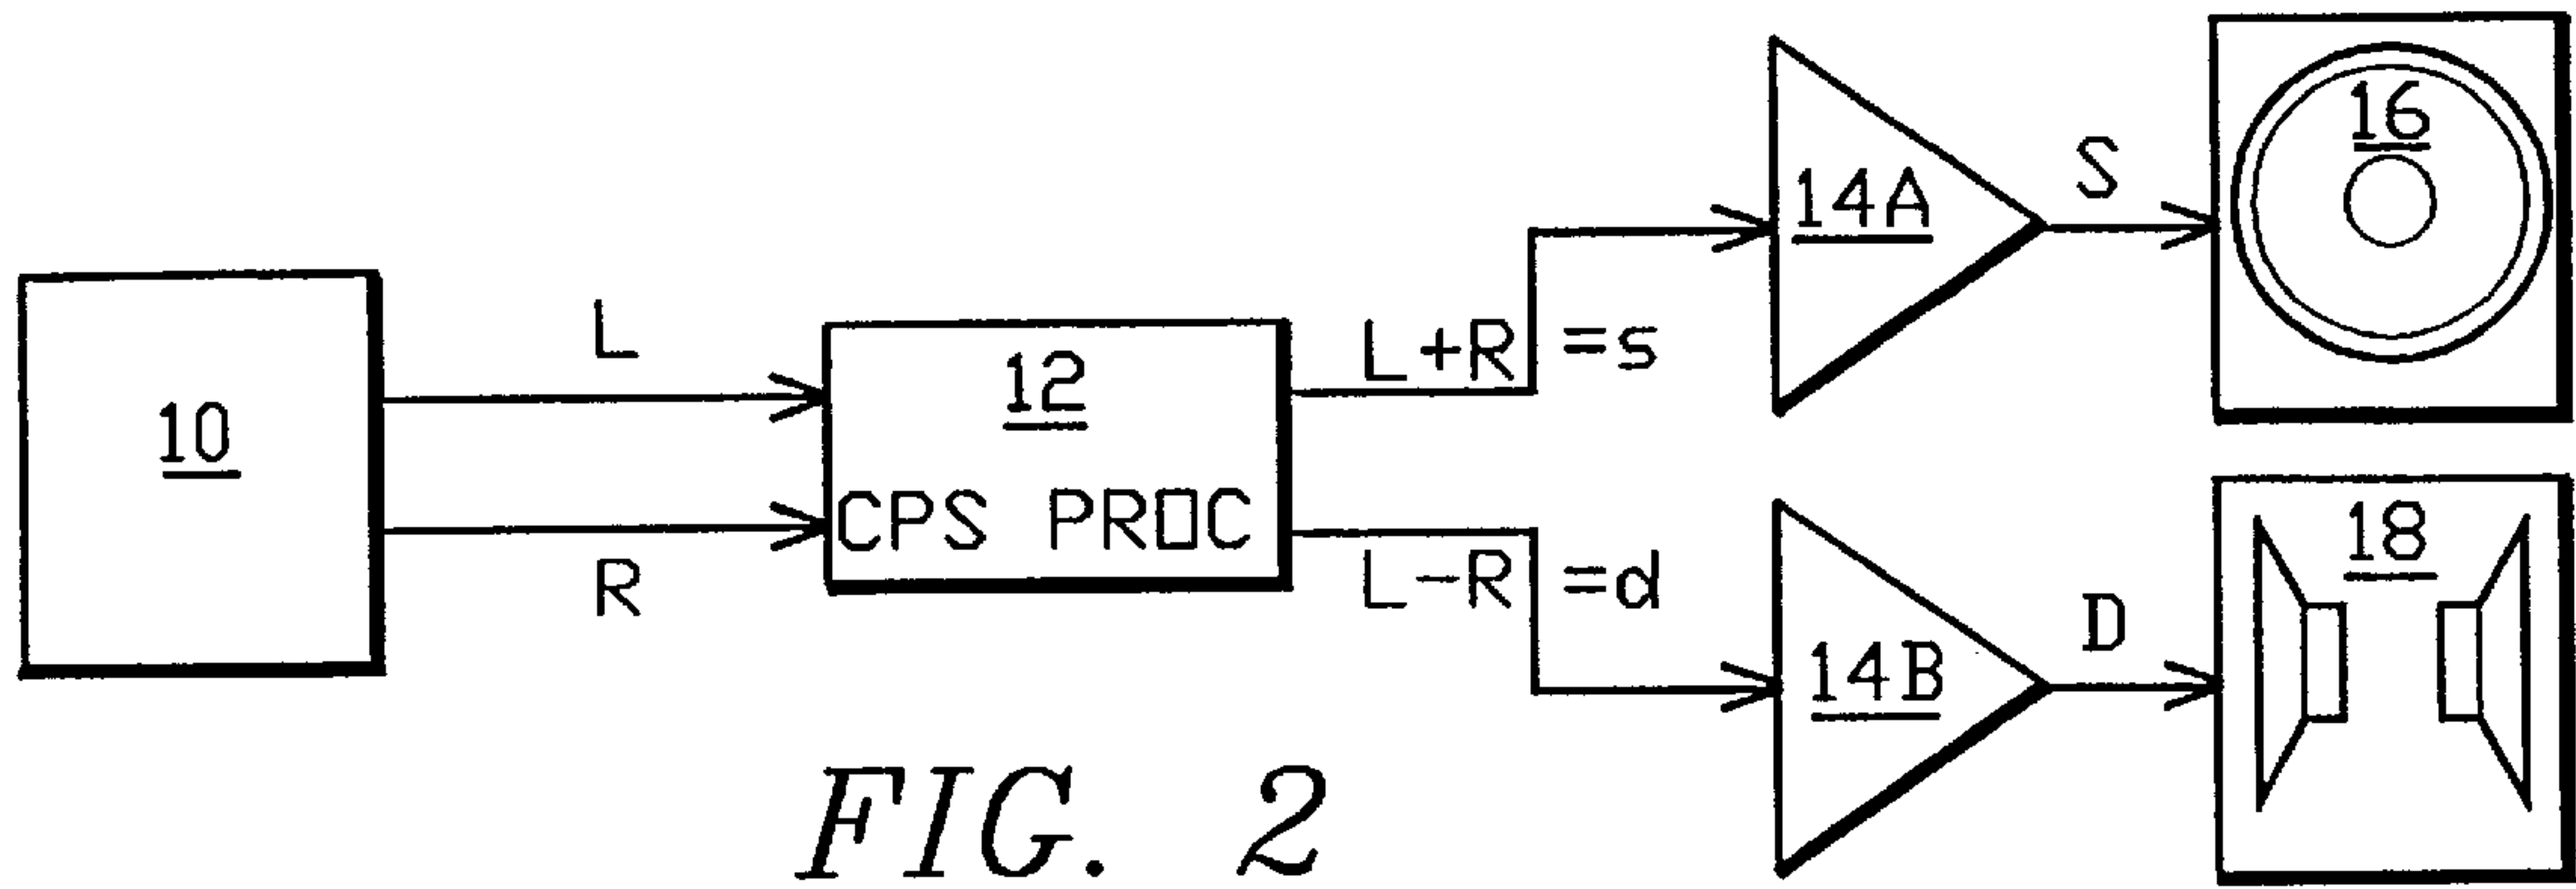 16
14A
S
L
10
12
L+R =s
CPS PROC
R
L-R =d
18
14B
D
FIG. 2